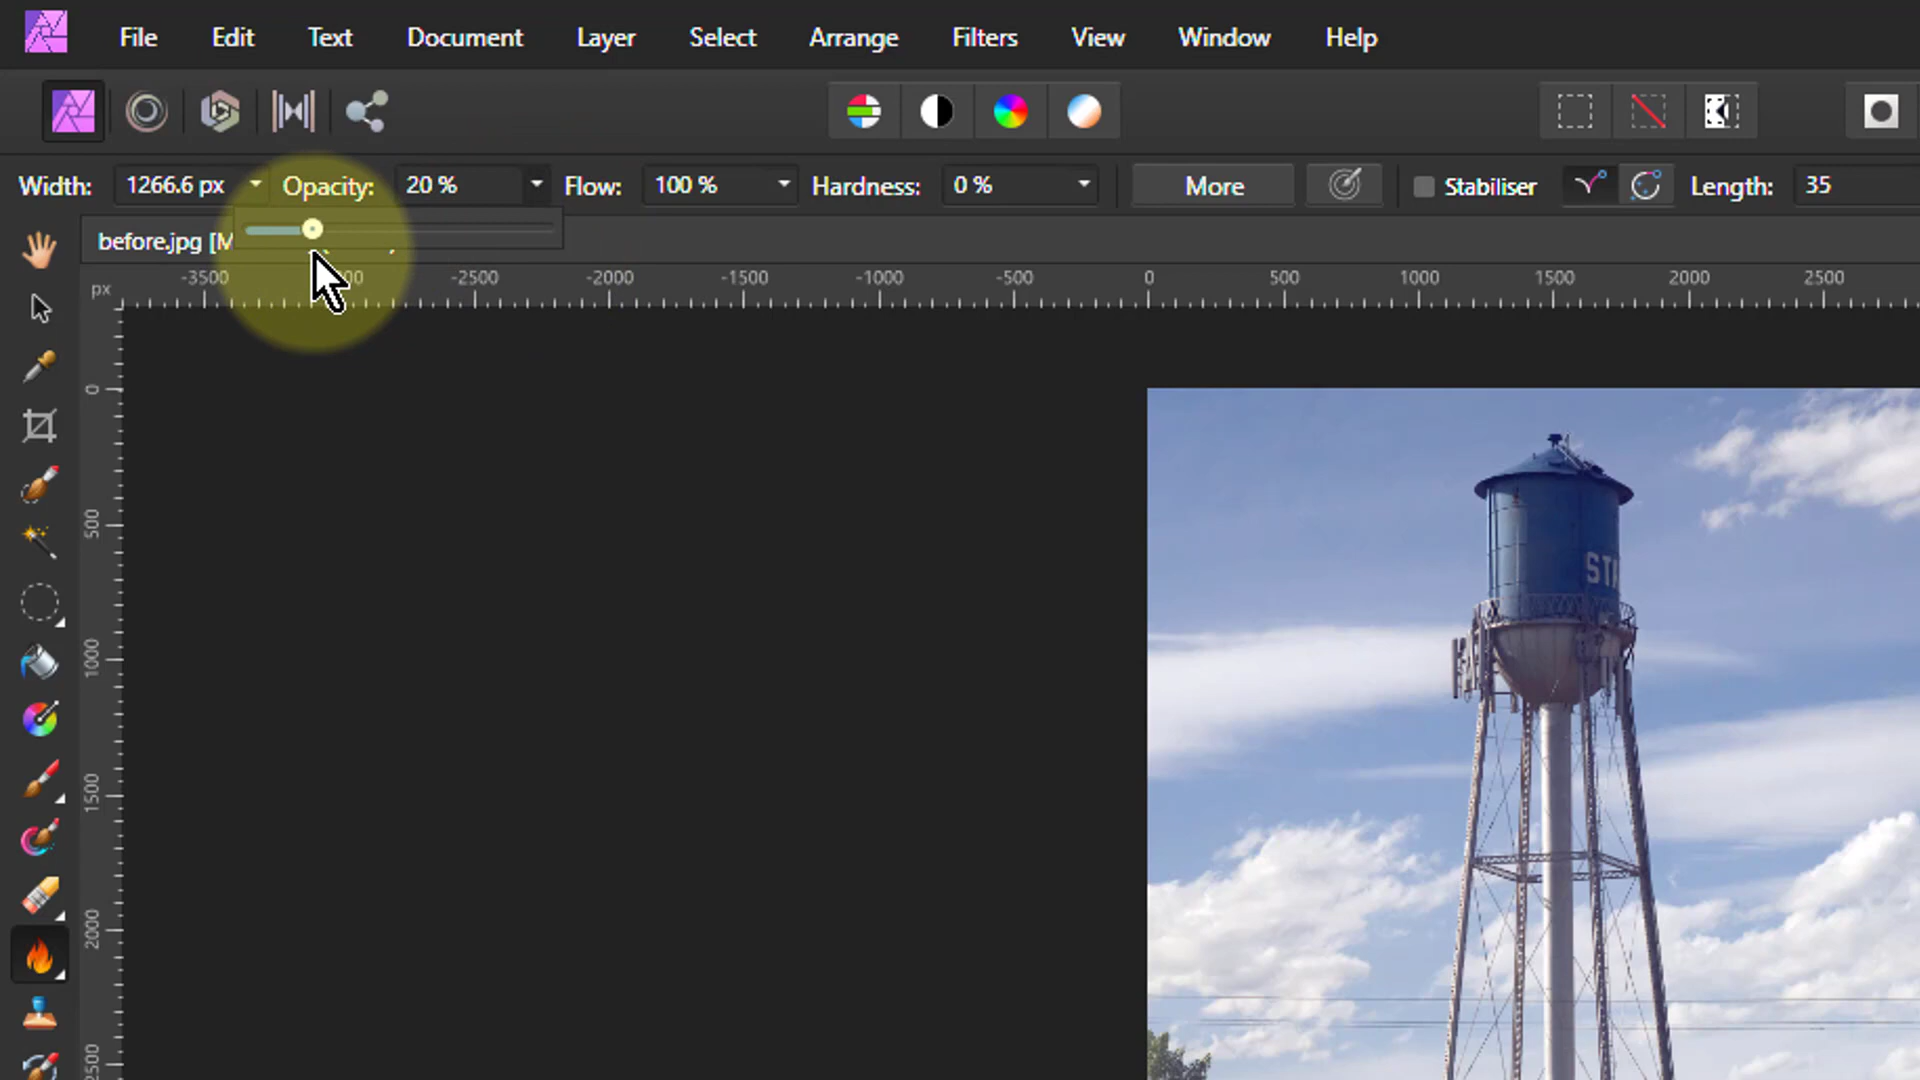 File Edit Text Document Layer Select Arrange Filters View Window Help
Width: 1266.6 px Opacity: 20 % Flow: 100 % Hardness: 0 % More Stabiliser Length: 35
before.jpg [M
px -3500 -2500 -2000 -1500 -1000 -500 0 500 1000 1500 2000 2500
0
500
1000
1500
2000
2500
STA